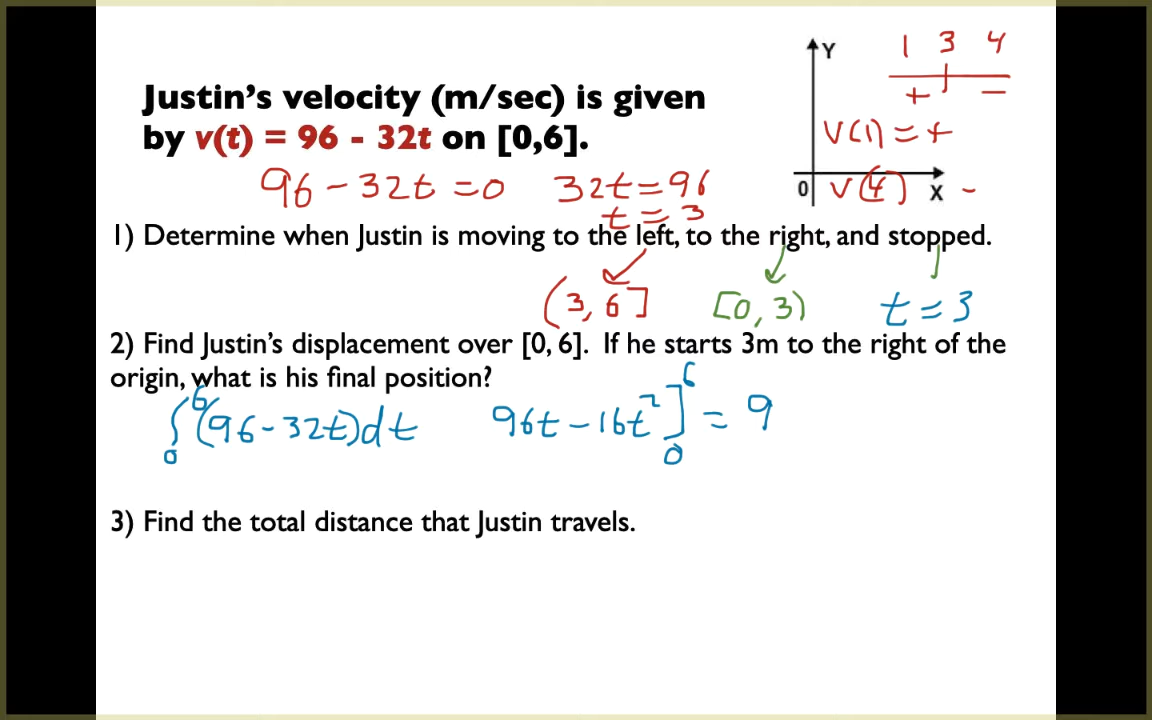 Y
1 3 4
+ −
Justin's velocity (m/sec) is given
by v(t) = 96 - 32t on [0,6].
V(1) = +
0 V(4) X -
96 - 32t = 0 32t = 96
t = 3
1) Determine when Justin is moving to the left, to the right, and stopped.
(3, 6] [0, 3) t = 3
2) Find Justin's displacement over [0, 6]. If he starts 3m to the right of the
origin, what is his final position?
∫₀⁶(96-32t)dt 96t - 16t²]₀⁶ = 9
3) Find the total distance that Justin travels.